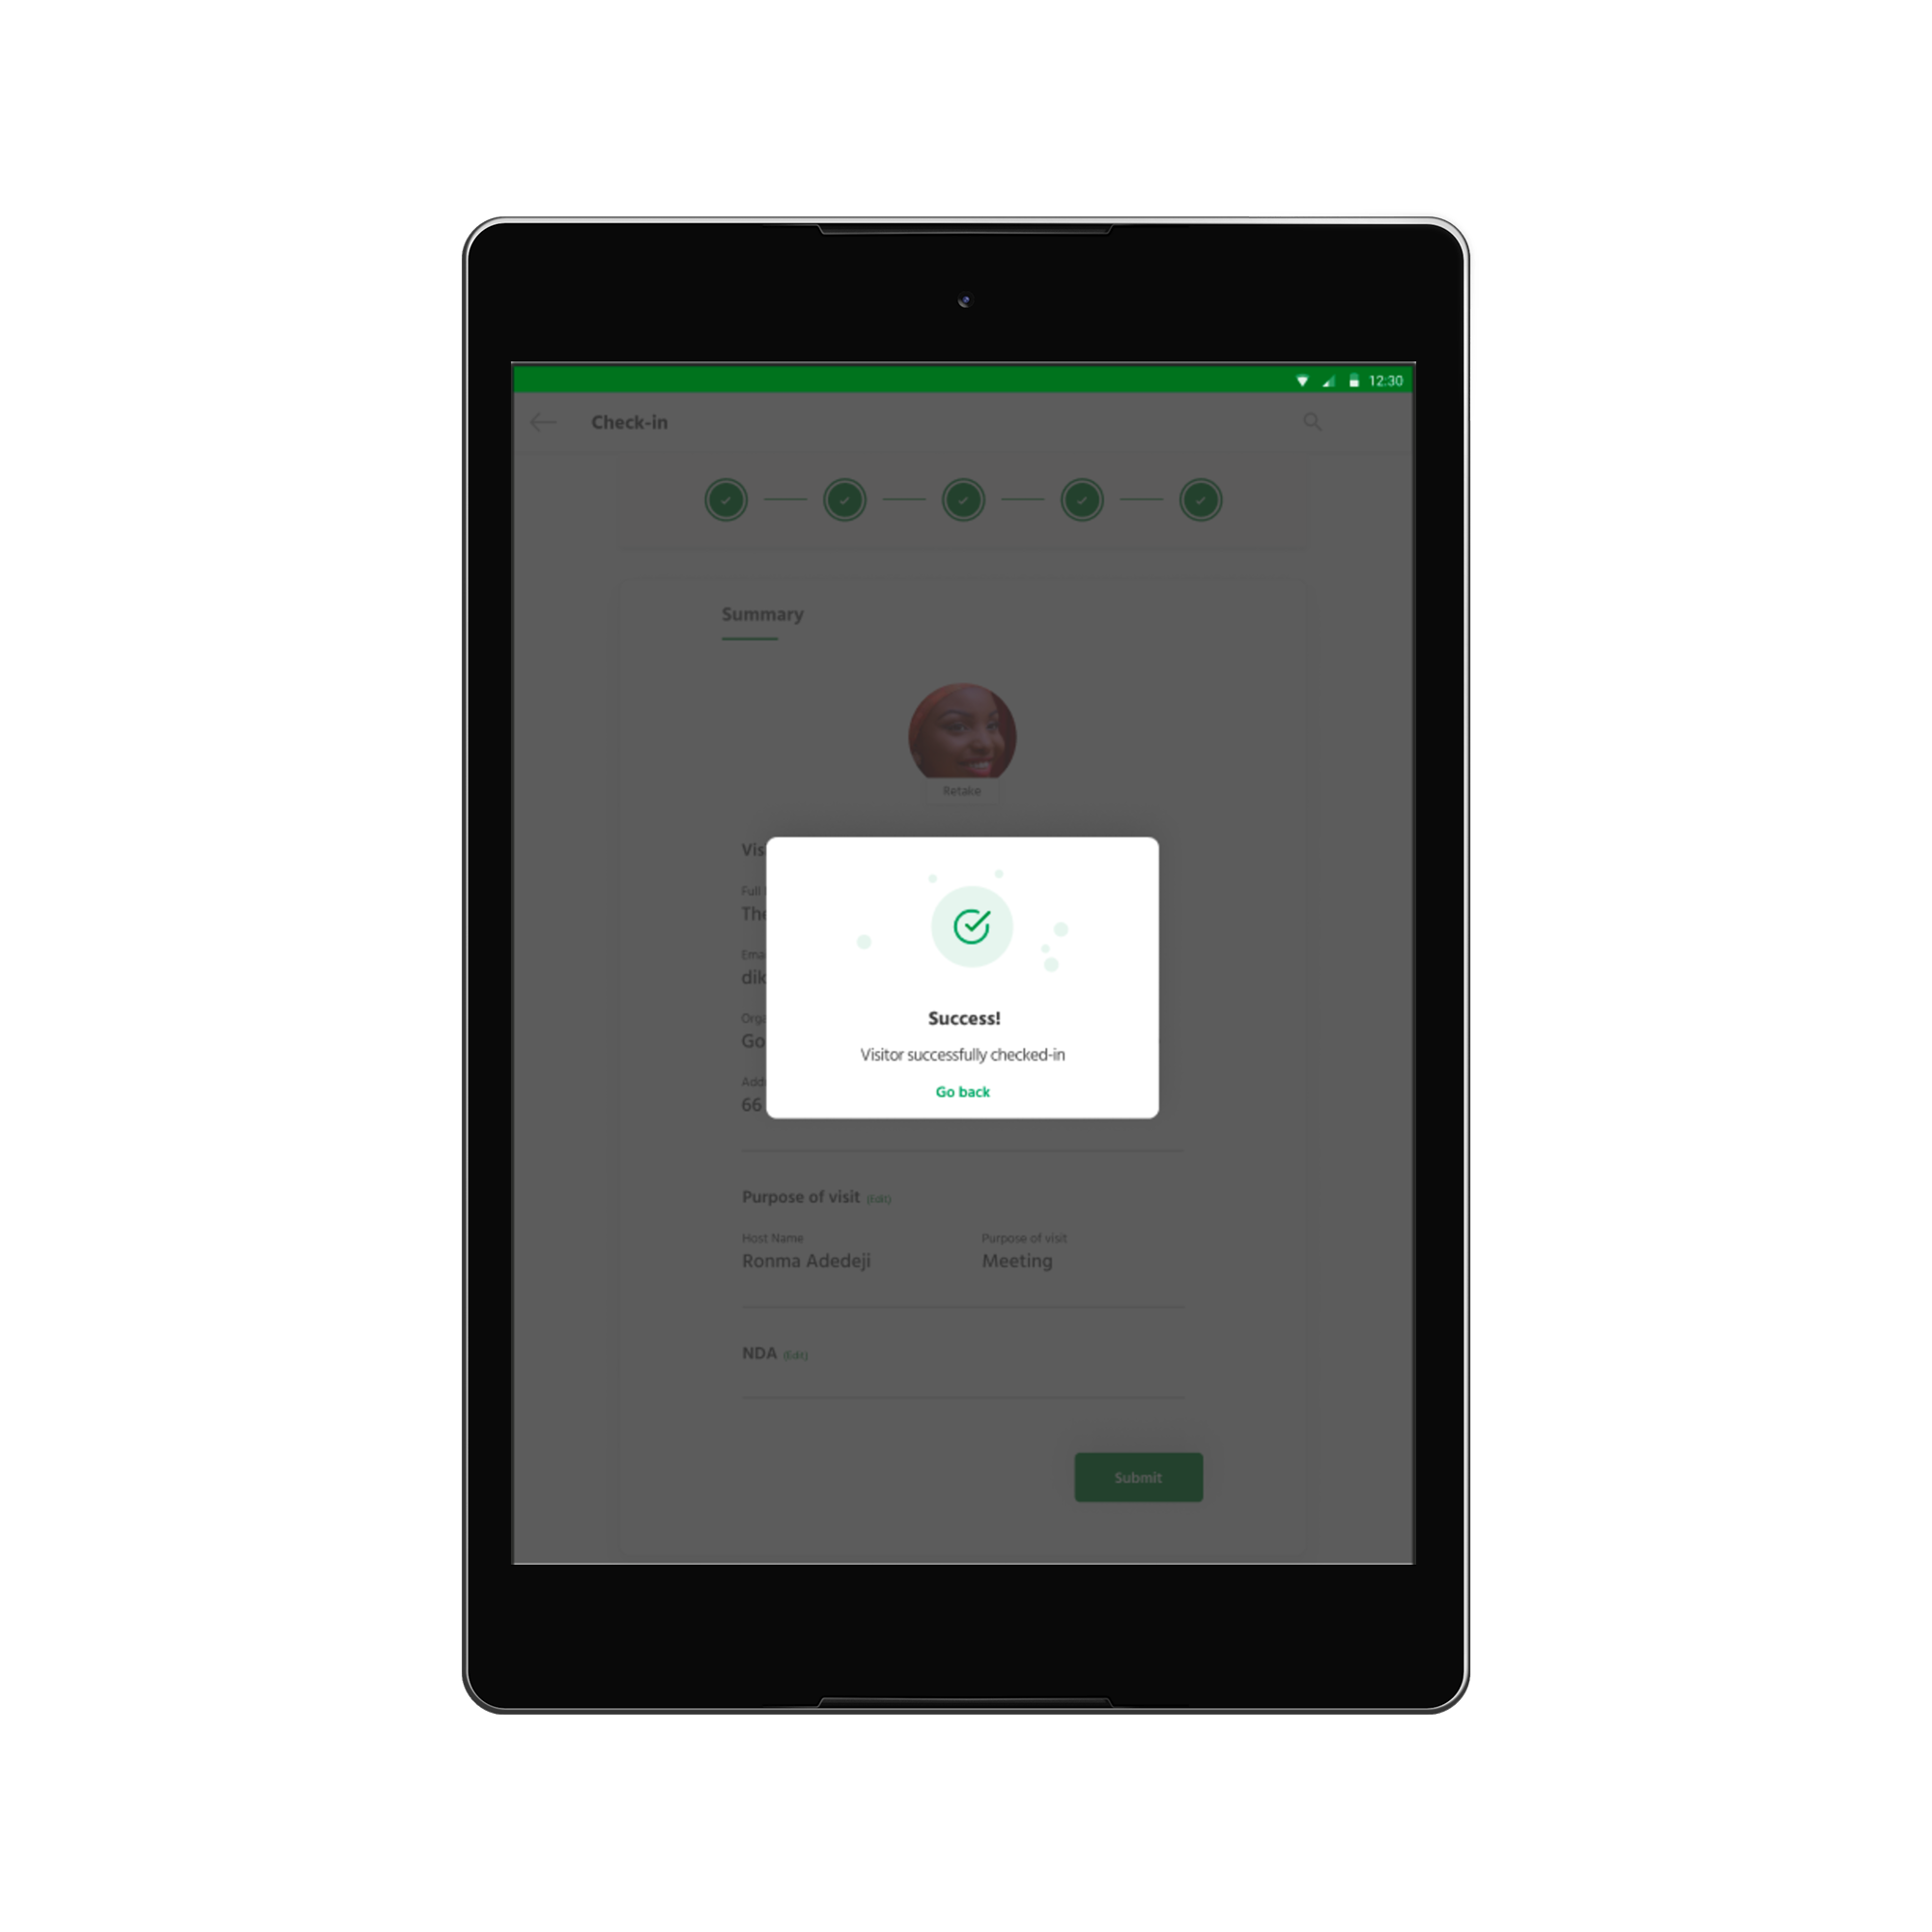 12:30
Check-in
Summary
Retake
Vis
Full
The
Ema
dik
Orga
Go
Add
66
Success!
Visitor successfully checked-in
Go back
Purpose of visit (Edit)
Host Name Purpose of visit
Ronma Adedeji Meeting
NDA (Edit)
Submit